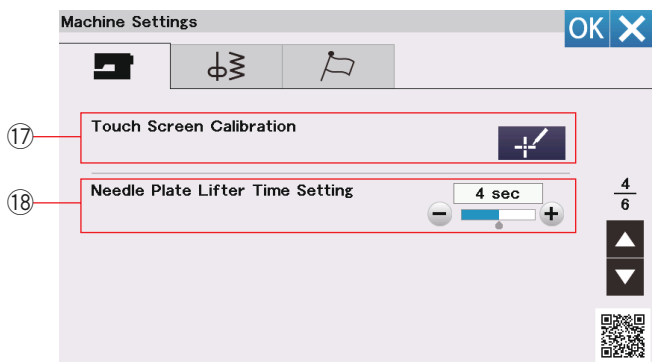 Machine Settings
OK
⑰
Touch Screen Calibration
⑱
Needle Plate Lifter Time Setting
4 sec
4
6